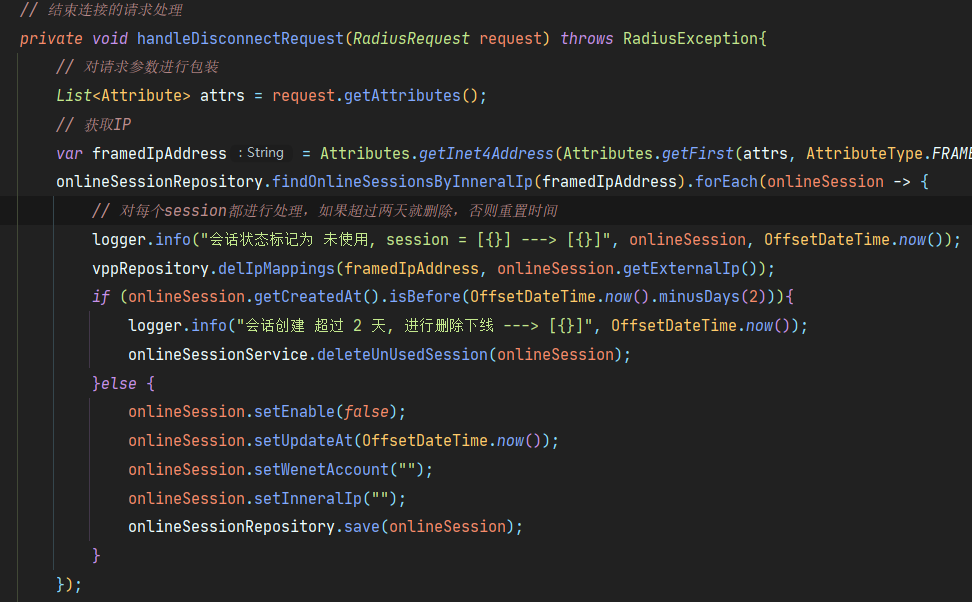 // 结束连接的请求处理
private void handleDisconnectRequest(RadiusRequest request) throws RadiusException{
// 对请求参数进行包装
List<Attribute> attrs = request.getAttributes();
// 获取IP
var framedIpAddress : String = Attributes.getInet4Address(Attributes.getFirst(attrs, AttributeType.FRAME
onlineSessionRepository.findOnlineSessionsByInneralIp(framedIpAddress).forEach(onlineSession -> {
// 对每个session都进行处理，如果超过两天就删除，否则重置时间
logger.info("会话状态标记为 未使用, session = [{}] ---> [{}]", onlineSession, OffsetDateTime.now());
vppRepository.delIpMappings(framedIpAddress, onlineSession.getExternalIp());
if (onlineSession.getCreatedAt().isBefore(OffsetDateTime.now().minusDays(2))){
logger.info("会话创建 超过 2 天, 进行删除下线 ---> [{}]", OffsetDateTime.now());
onlineSessionService.deleteUnUsedSession(onlineSession);
}else {
onlineSession.setEnable(false);
onlineSession.setUpdateAt(OffsetDateTime.now());
onlineSession.setWenetAccount("");
onlineSession.setInneralIp("");
onlineSessionRepository.save(onlineSession);
}
});